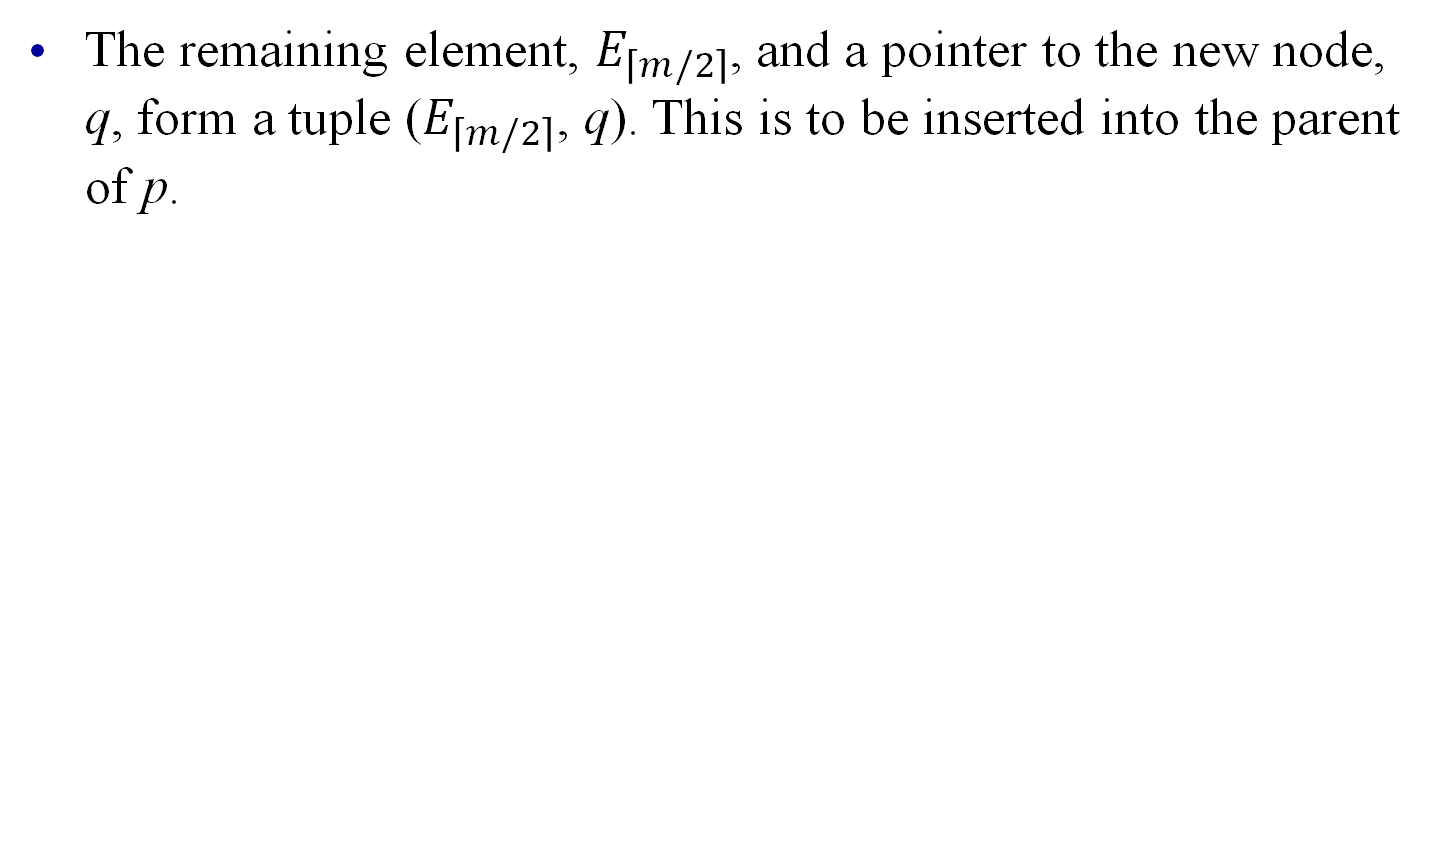 • The remaining element, E⌈m/2⌉, and a pointer to the new node,
q, form a tuple (E⌈m/2⌉, q). This is to be inserted into the parent
of p.